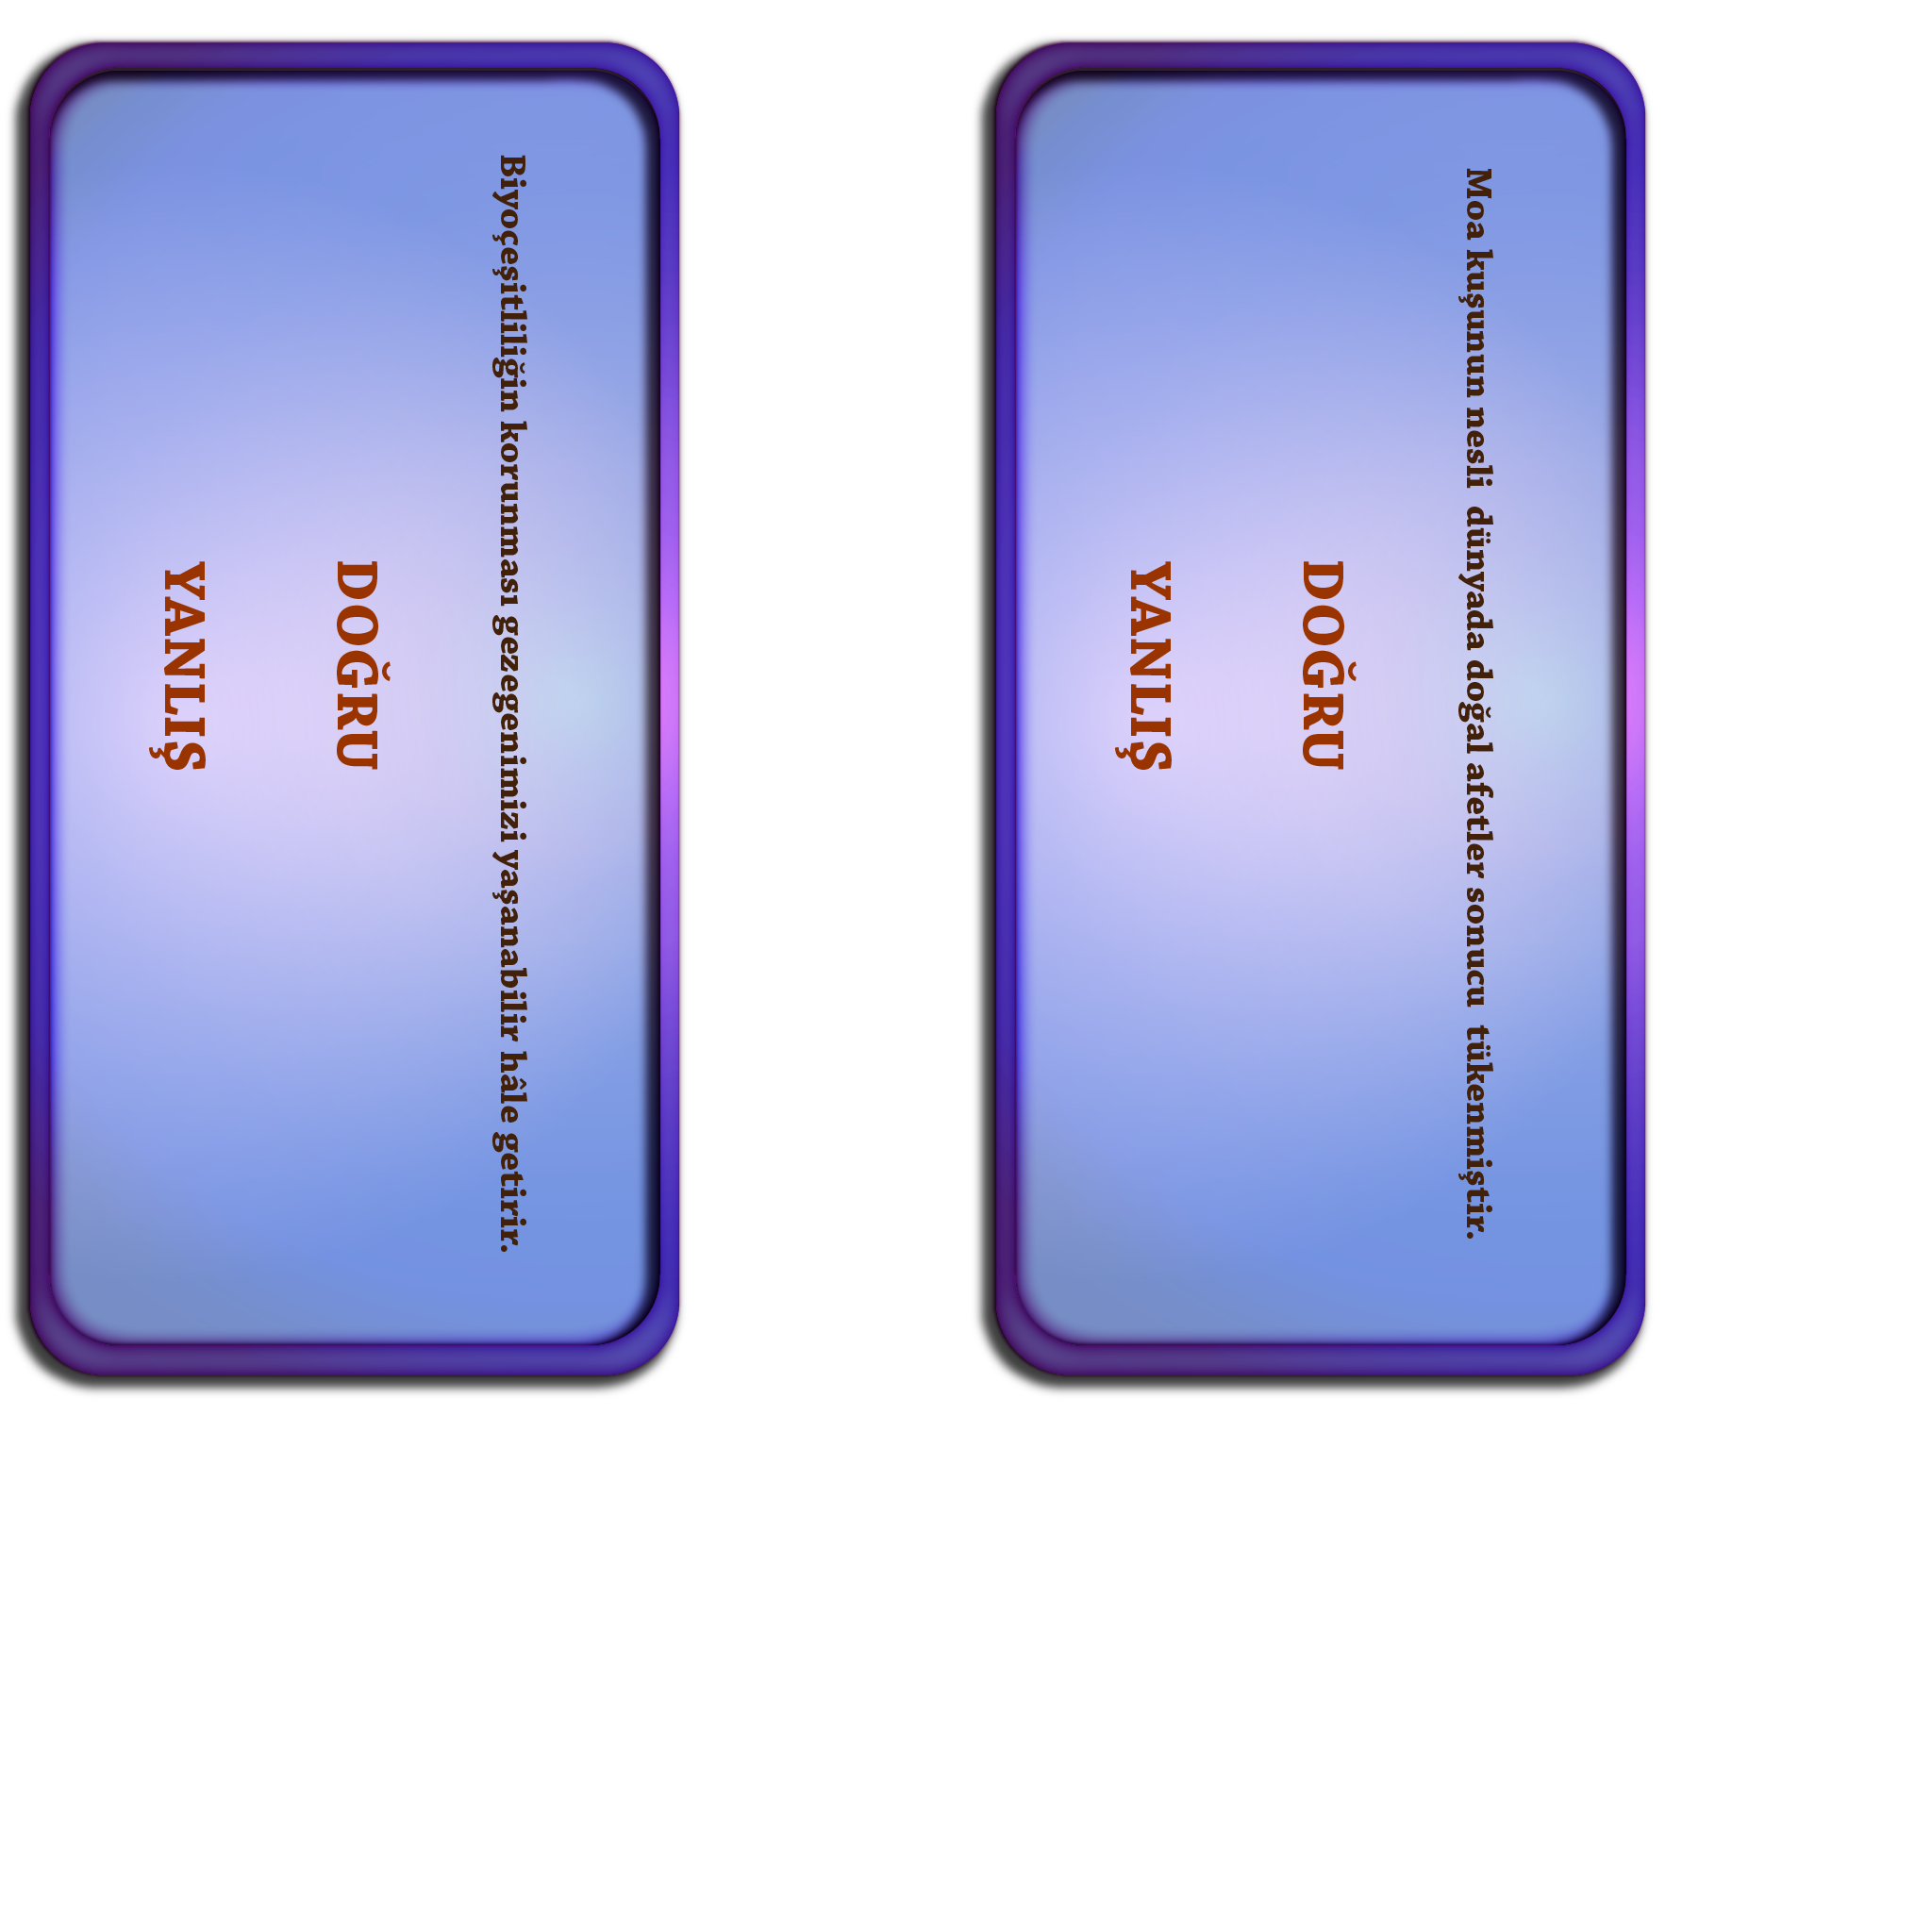 Biyoçeşitliliğin korunması gezegenimizi yaşanabilir hâle getirir.
DOĞRU
YANLIŞ
Moa kuşunun nesli dünyada doğal afetler sonucu tükenmiştir.
DOĞRU
YANLIŞ